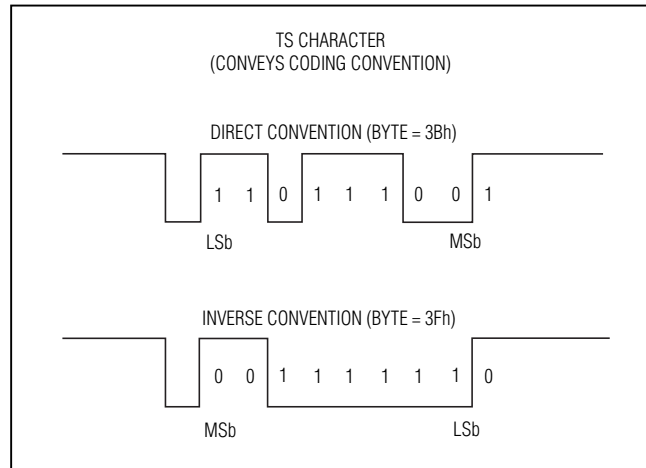 TS CHARACTER
(CONVEYS CODING CONVENTION)
DIRECT CONVENTION (BYTE = 3Bh)
1 1 0 1 1 1 0 0 1
LSb MSb
INVERSE CONVENTION (BYTE = 3Fh)
0 0 1 1 1 1 1 1 0
MSb LSb